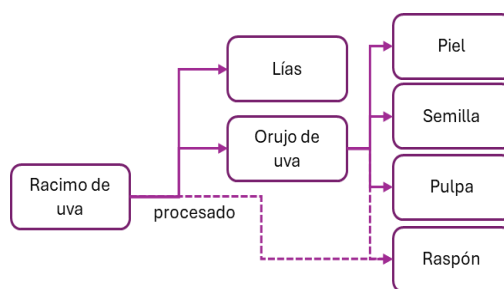 Racimo de
uva
procesado
Lías
Orujo de
uva
Piel
Semilla
Pulpa
Raspón